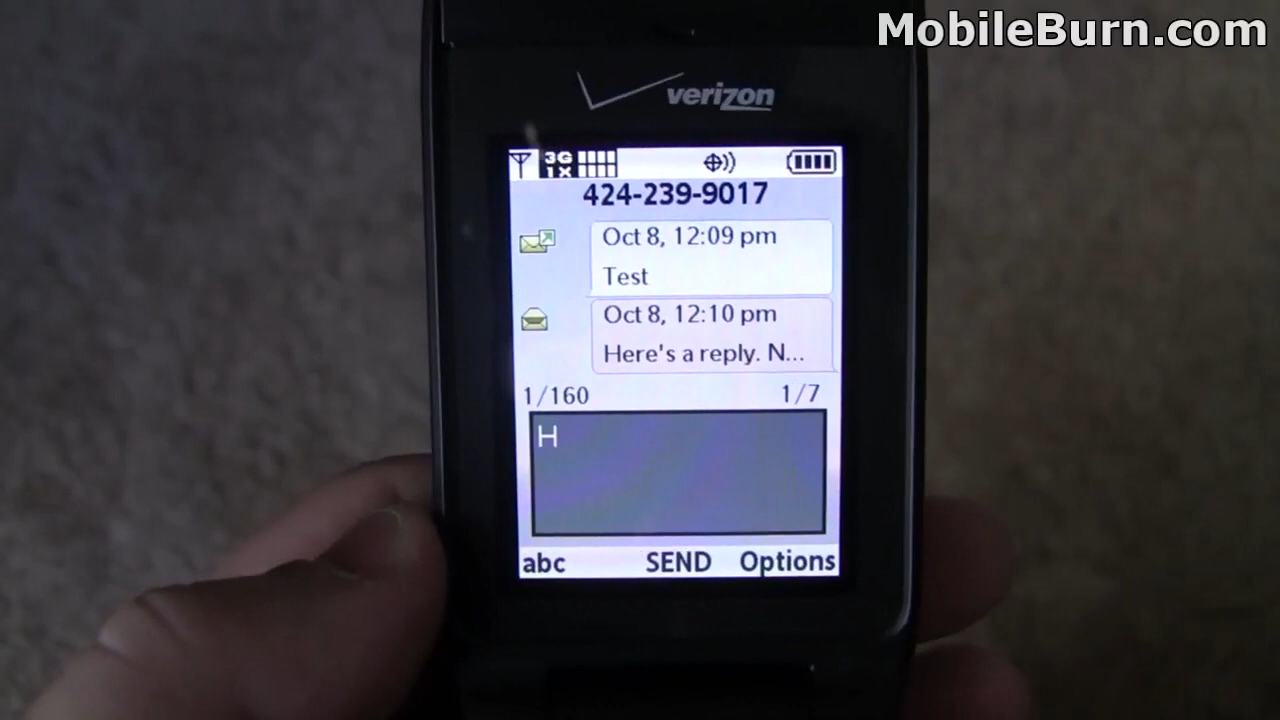 MobileBurn.com
verizon
3G
1X
424-239-9017
Oct 8, 12:09 pm
Test
Oct 8, 12:10 pm
Here's a reply. N...
1/160 1/7
H
abc SEND Options